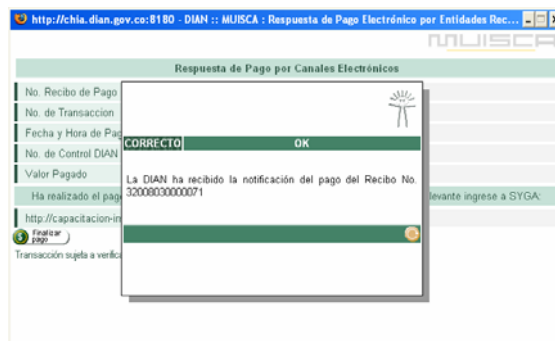 http://chia.dian.gov.co:8180 - DIAN :: MUISCA : Respuesta de Pago Electrónico por Entidades Rec...
MUISCA
Respuesta de Pago por Canales Electrónicos
No. Recibo de Pago
No. de Transaccion
Fecha y Hora de Pag
No. de Control DIAN
Valor Pagado
Ha realizado el pag
levante ingrese a SYGA:
http://capacitacion-in
Finalizar
pago
Transacción sujeta a verifica
CORRECTO OK
La DIAN ha recibido la notificación del pago del Recibo No.
32008030000071